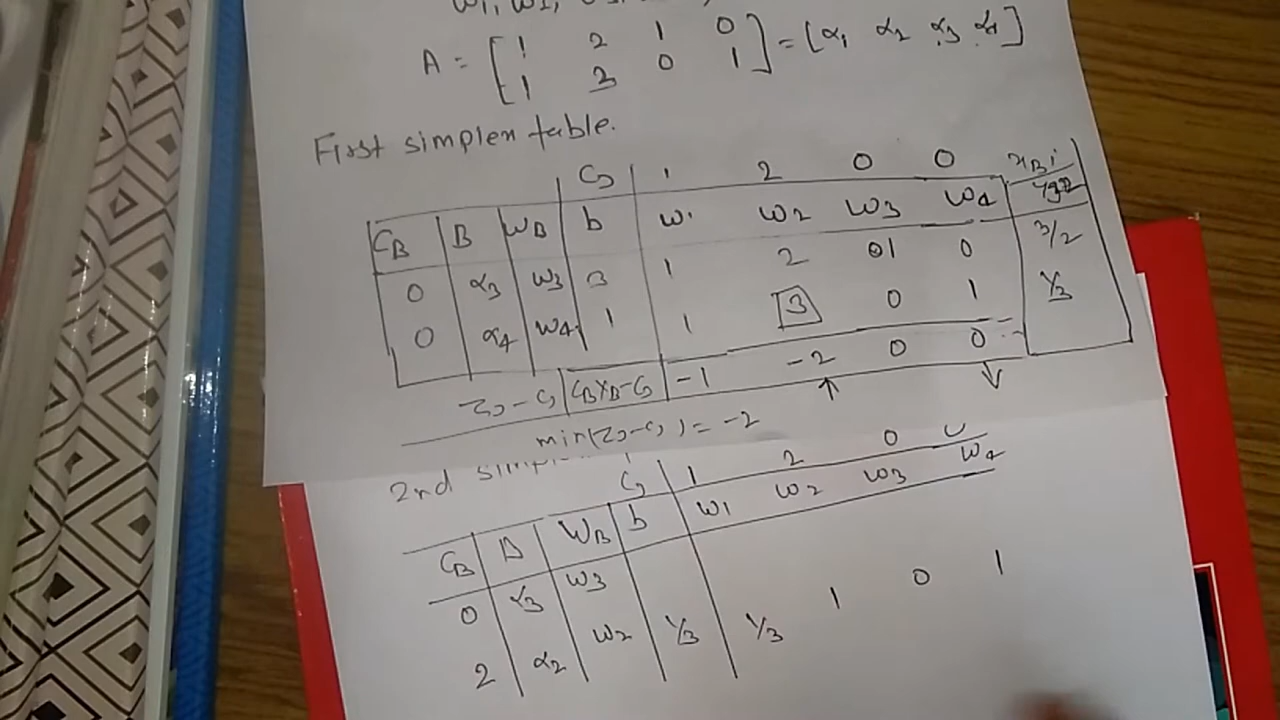 A = [ 1 2 1 0 ] = [α1 α2 α3 α4]
1 3 0 1
First simplex table.
Cj 1 2 0 0 xBi
CB B WB b w1 w2 w3 w4
0 α3 w3 3 1 2 01 0 3/2
0 α4 w4 1 1 3 0 1 1/3
zj-cj CBYB-Cj -1 -2 0 0
min(zj-cj) = -2
2nd
Cj 1 2 0 0
CB B WB b w1 w2 w3 w4
0 α3 w3
2 α2 w2 1/3 1/3 1 0 1